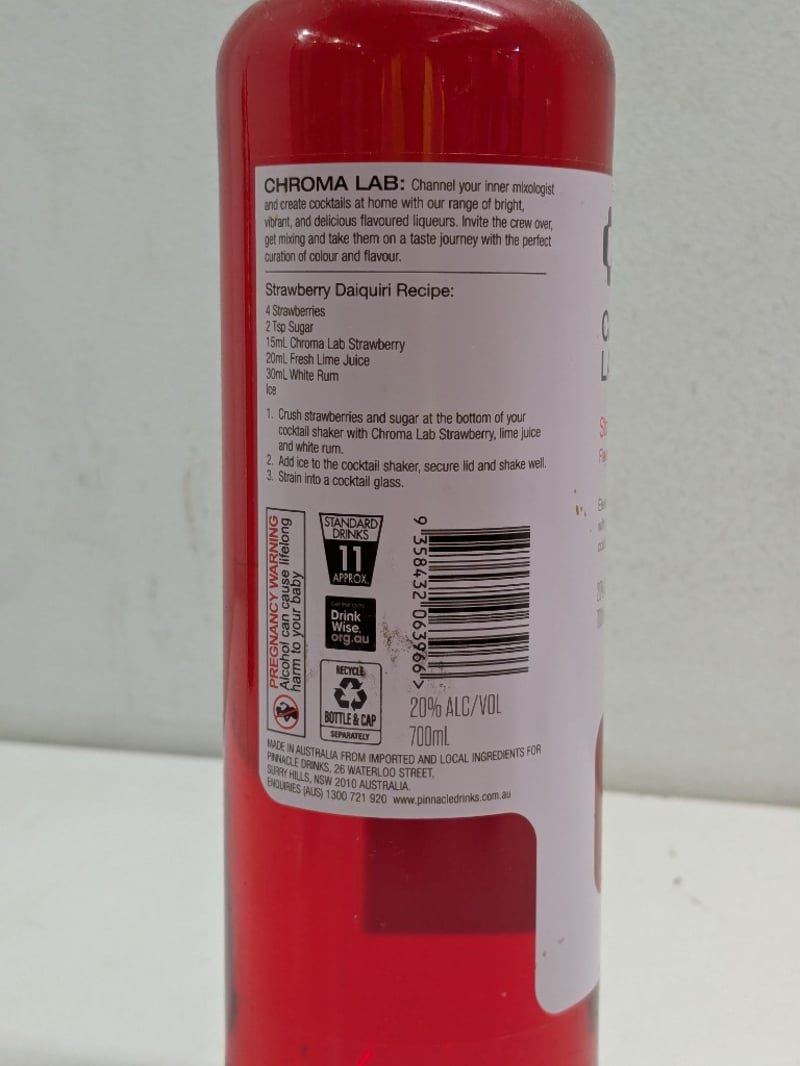 CHROMA LAB: Channel your inner mixologist
and create cocktails at home with our range of bright,
vibrant, and delicious flavoured liqueurs. Invite the crew over,
get mixing and take them on a taste journey with the perfect
curation of colour and flavour.
Strawberry Daiquiri Recipe:
4 Strawberries
2 Tsp Sugar
15mL Chroma Lab Strawberry
20mL Fresh Lime Juice
30mL White Rum
Ice
1. Crush strawberries and sugar at the bottom of your
cocktail shaker with Chroma Lab Strawberry, lime juice
and white rum.
2. Add ice to the cocktail shaker, secure lid and shake well.
3. Strain into a cocktail glass.
PREGNANCY WARNING
Alcohol can cause lifelong
harm to your baby
STANDARD
DRINKS
11
APPROX.
Get the facts
Drink
Wise.
org.au
RECYCLE
BOTTLE & CAP
SEPARATELY
9 358432 063966 >
20% ALC/VOL
700mL
MADE IN AUSTRALIA FROM IMPORTED AND LOCAL INGREDIENTS FOR
PINNACLE DRINKS, 26 WATERLOO STREET,
SURRY HILLS, NSW 2010 AUSTRALIA.
ENQUIRIES (AUS) 1300 721 920 www.pinnacledrinks.com.au